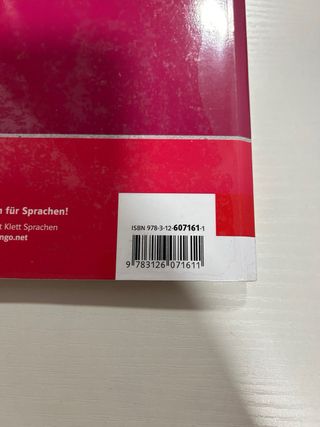 für Sprachen!
Klett Sprachen
ngo.net
ISBN 978-3-12-607161-1
9 783126 071611